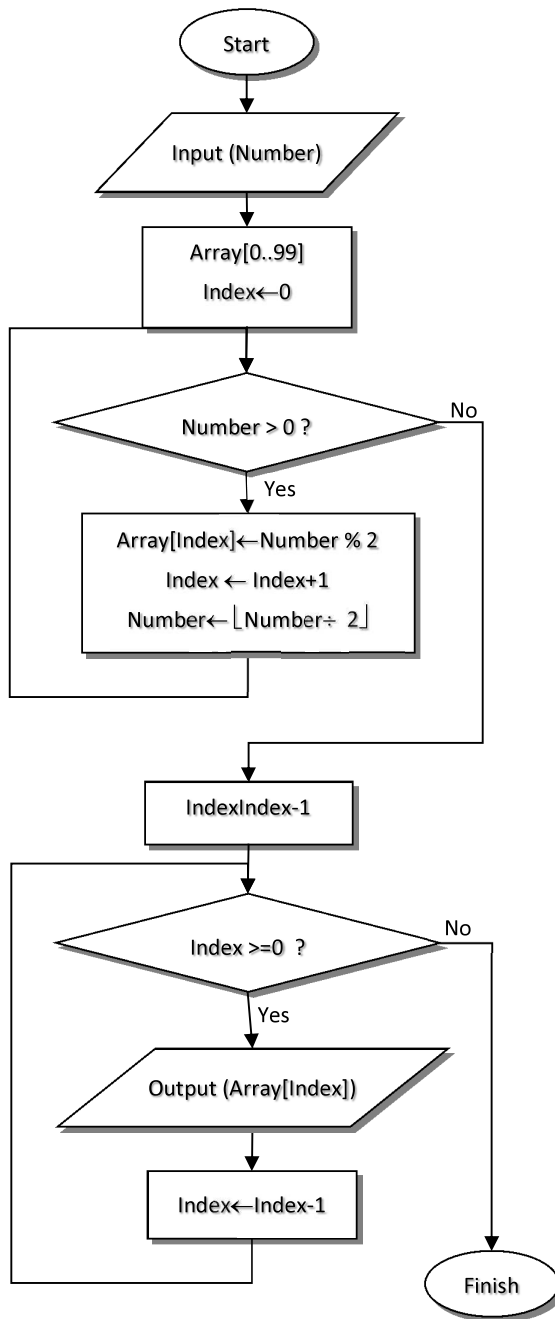 Start
Input (Number)
Array[0..99]
Index←0
Number > 0 ?
No
Yes
Array[Index]←Number % 2
Index ← Index+1
Number←⌊Number÷ 2⌋
IndexIndex-1
Index >=0 ?
No
Yes
Output (Array[Index])
Index←Index-1
Finish